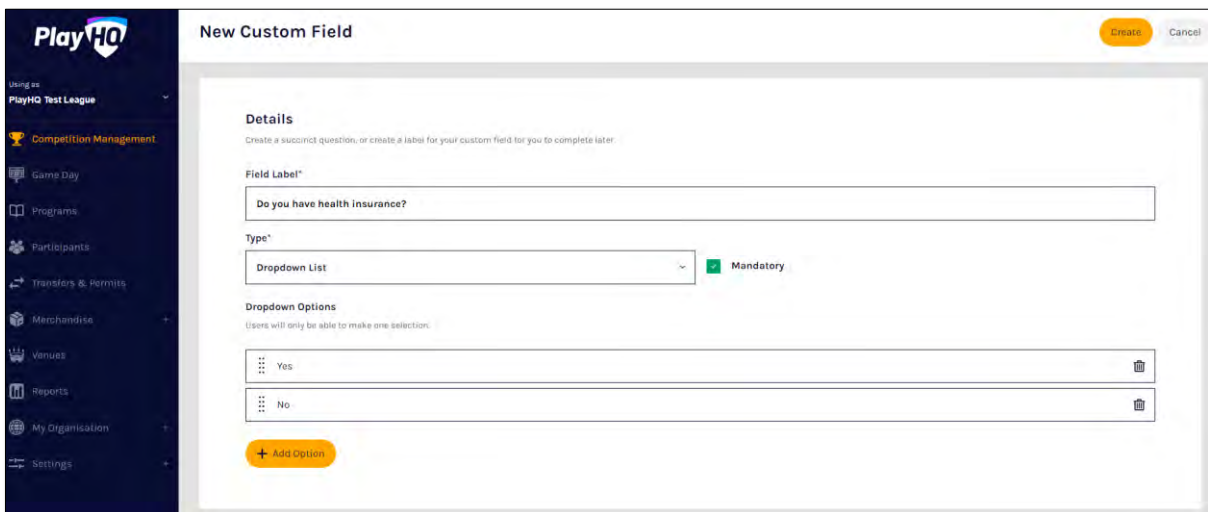 PlayHQ
Using as
PlayHQ Test League
Competition Management
Game Day
Programs
Participants
Transfers & Permits
Merchandise +
Venues
Reports
My Organisation +
Settings +
New Custom Field
Create
Cancel
Details
Create a succinct question, or create a label for your custom field for you to complete later
Field Label*
Do you have health insurance?
Type*
Dropdown List
Mandatory
Dropdown Options
Users will only be able to make one selection.
Yes
No
+ Add Option